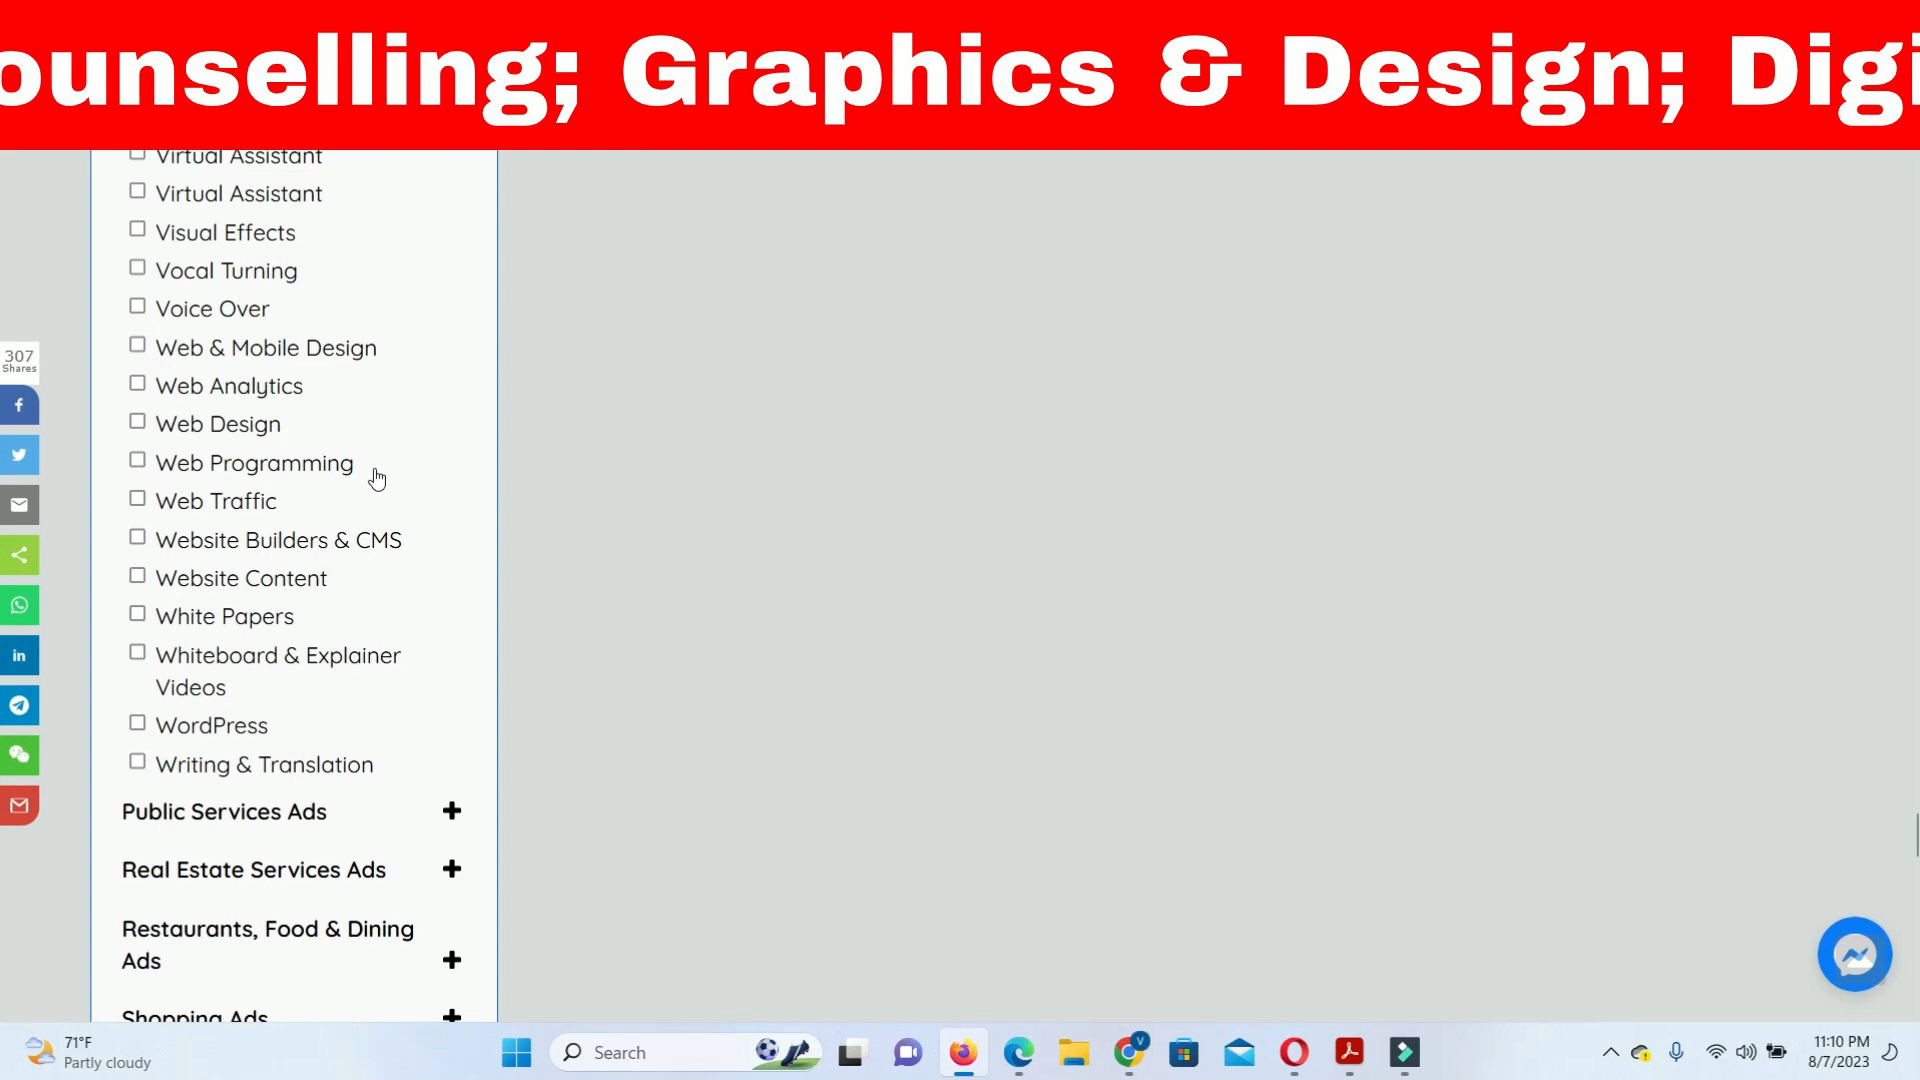 ounselling; Graphics & Design; Digi
Virtual Assistant
Virtual Assistant
Visual Effects
Vocal Turning
Voice Over
Web & Mobile Design
Web Analytics
Web Design
Web Programming
Web Traffic
Website Builders & CMS
Website Content
White Papers
Whiteboard & Explainer
Videos
WordPress
Writing & Translation
Public Services Ads
Real Estate Services Ads
Restaurants, Food & Dining
Ads
Shopping Ads
307
Shares
71°F
Partly cloudy
Search
V
11:10 PM
8/7/2023